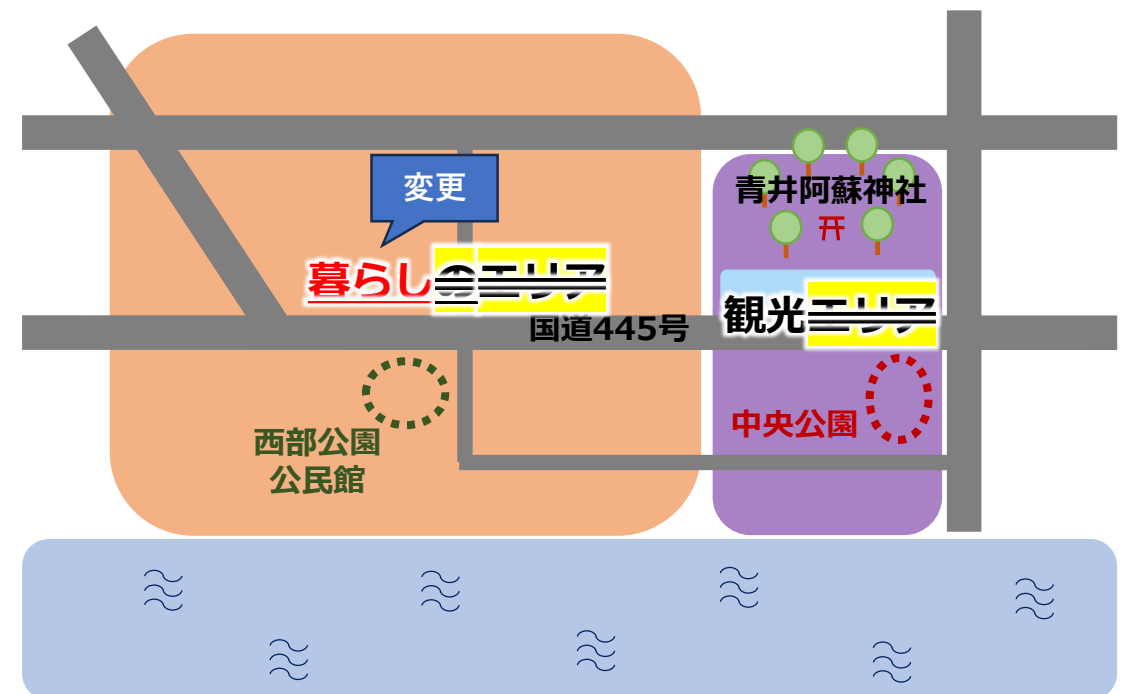 青井阿蘇神社
変更
暮らしのエリア
観光エリア
国道445号
中央公園
西部公園
公民館